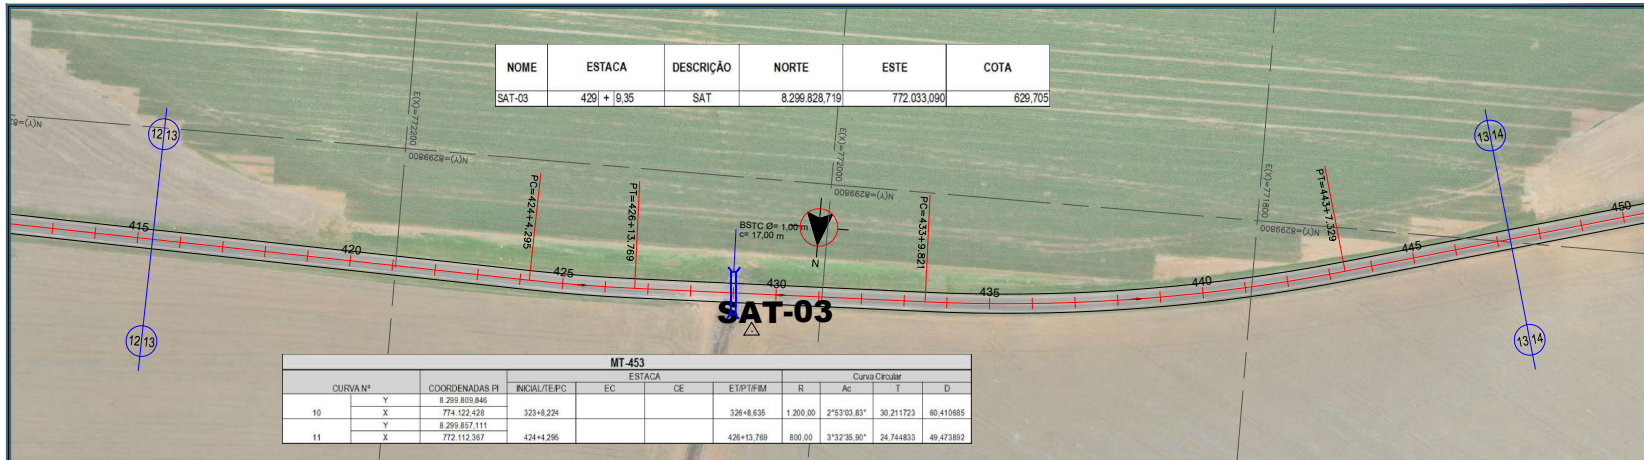 NOME ESTACA DESCRIÇÃO NORTE ESTE COTA
SAT-03 429 + 9,35 SAT 8.299.828,719 772.033,090 629,705
12 13
13 14
E(X)=772200
N(Y)=8299800
E(X)=772000
N(Y)=8299800
E(X)=771800
N(Y)=8299800
N(Y)=82
PC=424+4.295
PT=426+13.769
PC=433+9.821
PT=443+7.329
BSTC Ø= 1,00 m
c= 17,00 m
N
415
420
425
430
435
440
445
450
SAT-03
12 13
13 14
MT-453
CURVA Nº COORDENADAS PI ESTACA Curva Circular
INICIAL/TE/PC EC CE ET/PT/FIM R Ac T D
10 Y 8.299.809,846
X 774.122,428 323+8,224 326+8,635 1.200,00 2°53'03,83" 30,211723 60,410685
11 Y 8.299.857,111
X 772.112,367 424+4,295 426+13,769 800,00 3°32'35,90" 24,744833 49,473892